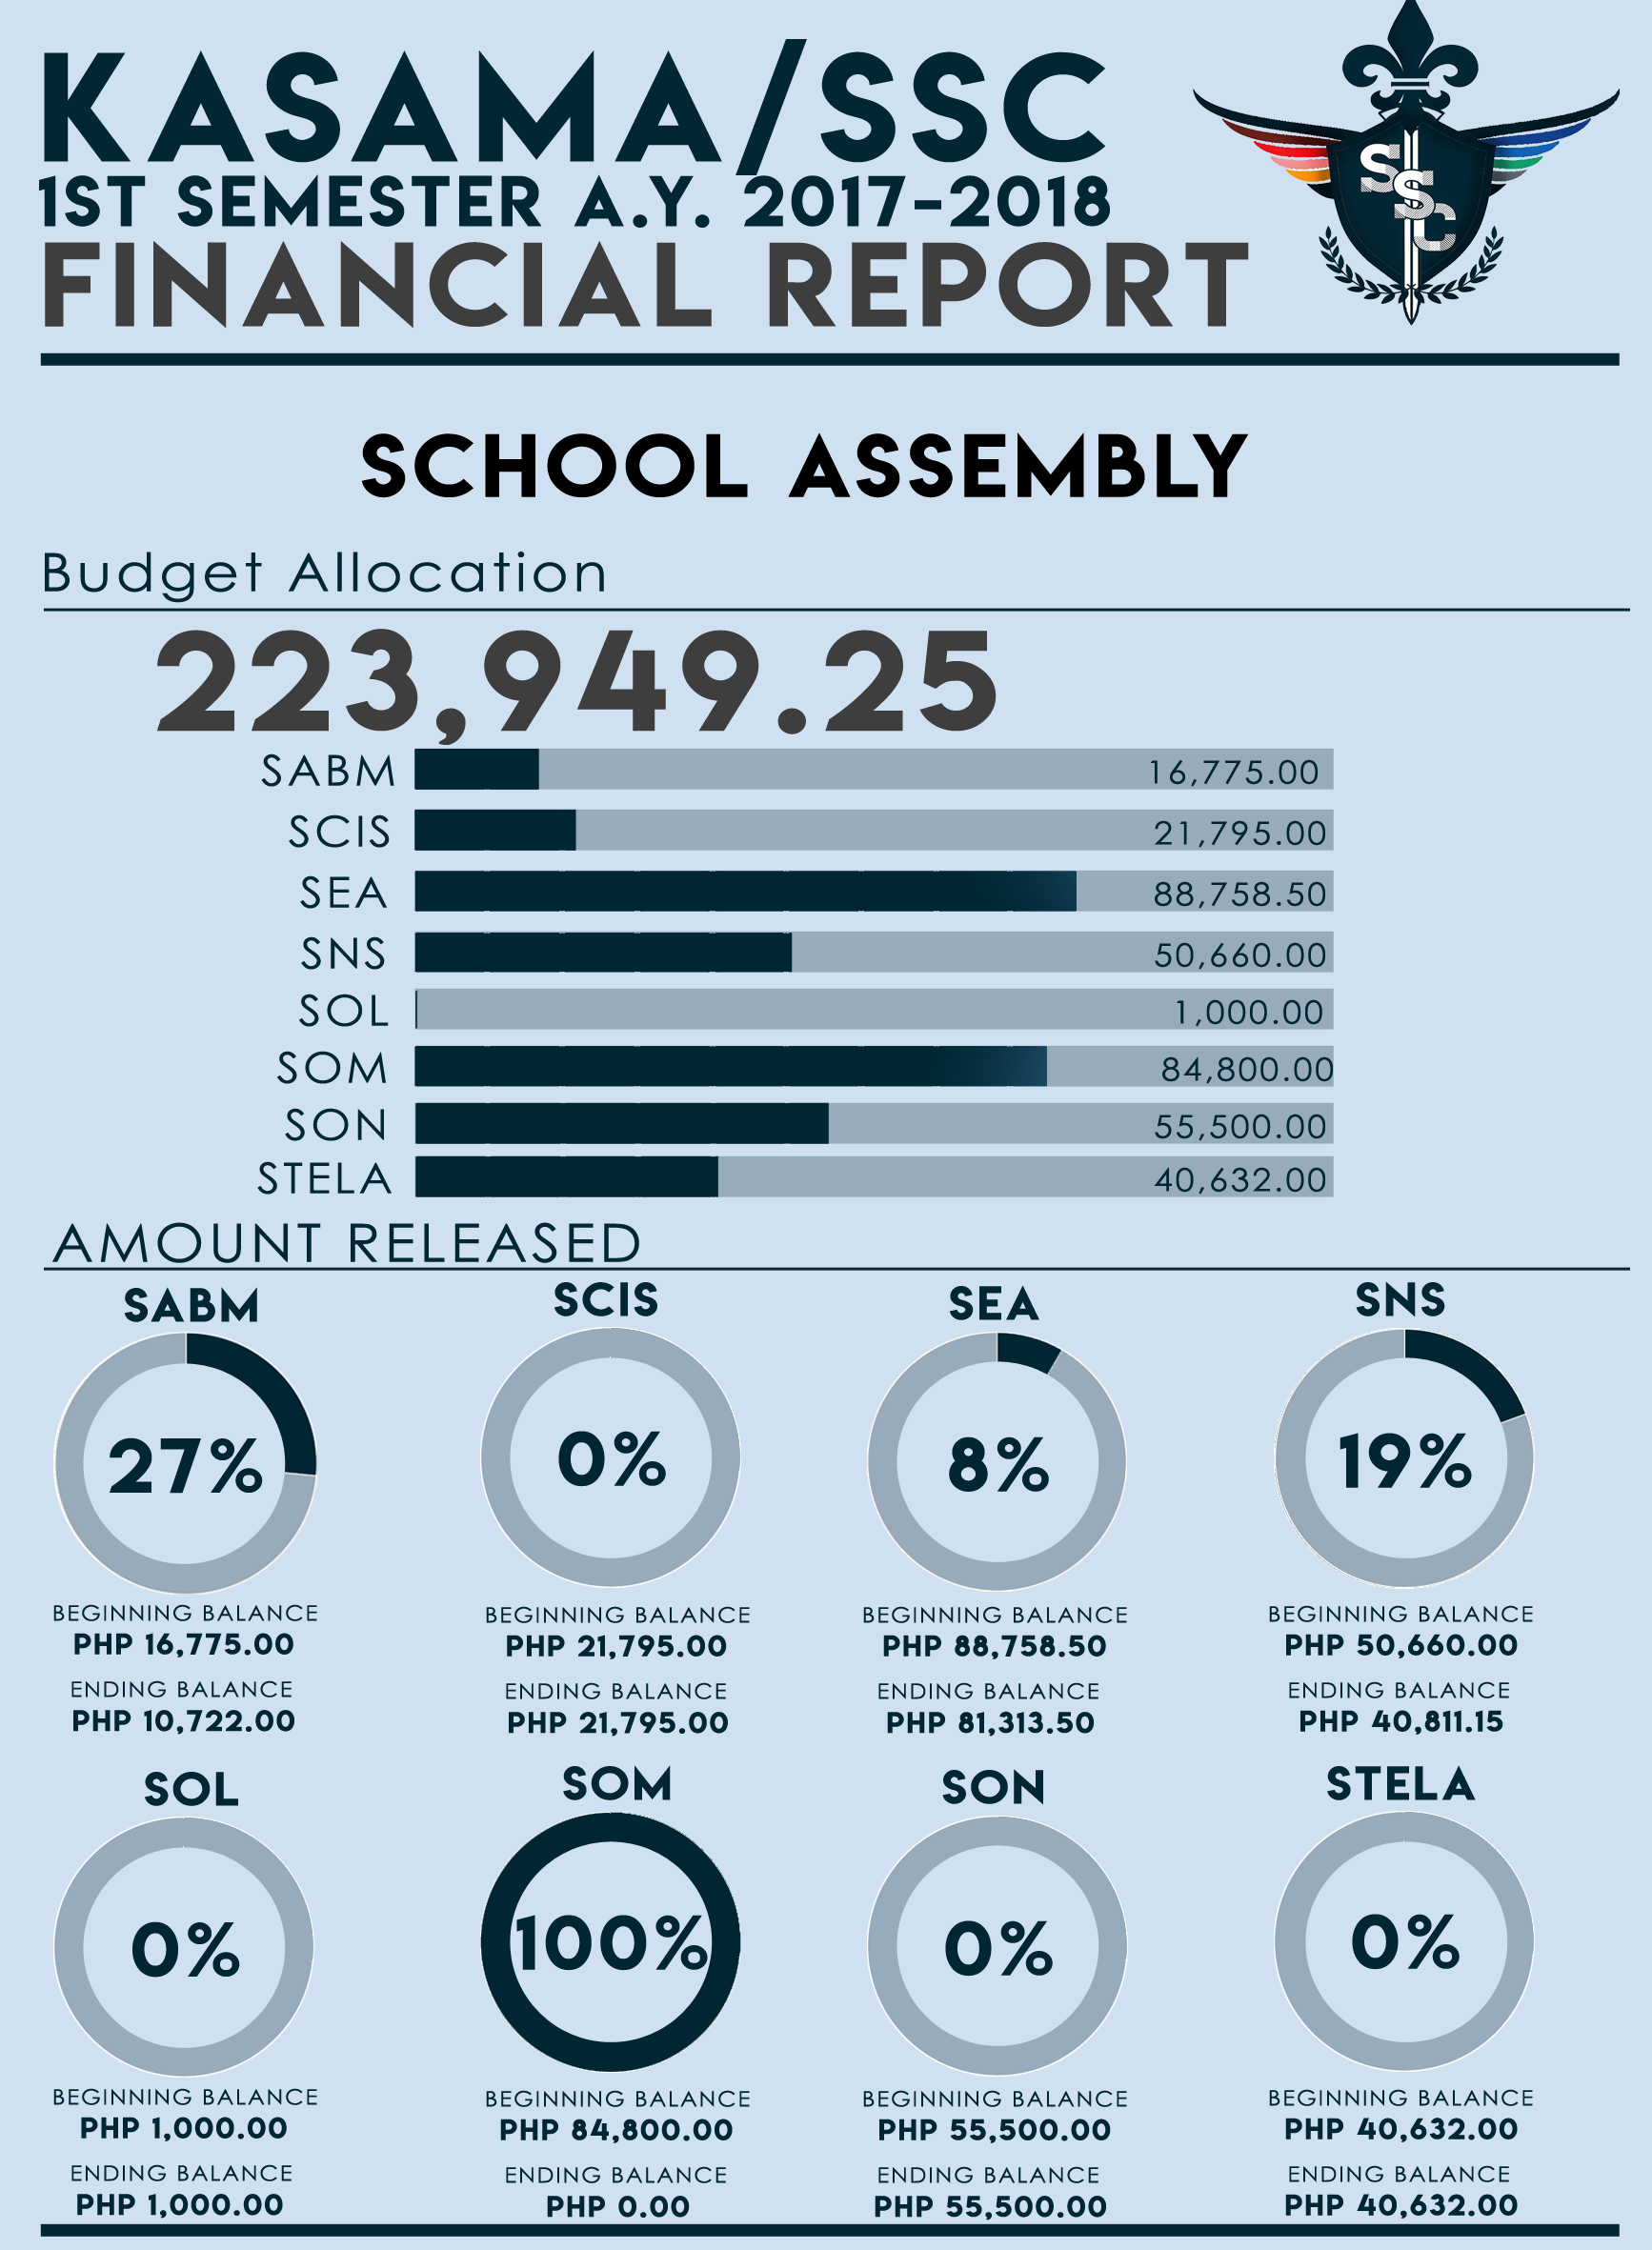 KASAMA/SSC
1ST SEMESTER A.Y. 2017-2018
FINANCIAL REPORT
SSC
SCHOOL ASSEMBLY
Budget Allocation
223,949.25
SABM 16,775.00
SCIS 21,795.00
SEA 88,758.50
SNS 50,660.00
SOL 1,000.00
SOM 84,800.00
SON 55,500.00
STELA 40,632.00
AMOUNT RELEASED
SABM
27%
BEGINNING BALANCE
PHP 16,775.00
ENDING BALANCE
PHP 10,722.00
SCIS
0%
BEGINNING BALANCE
PHP 21,795.00
ENDING BALANCE
PHP 21,795.00
SEA
8%
BEGINNING BALANCE
PHP 88,758.50
ENDING BALANCE
PHP 81,313.50
SNS
19%
BEGINNING BALANCE
PHP 50,660.00
ENDING BALANCE
PHP 40,811.15
SOL
0%
BEGINNING BALANCE
PHP 1,000.00
ENDING BALANCE
PHP 1,000.00
SOM
100%
BEGINNING BALANCE
PHP 84,800.00
ENDING BALANCE
PHP 0.00
SON
0%
BEGINNING BALANCE
PHP 55,500.00
ENDING BALANCE
PHP 55,500.00
STELA
0%
BEGINNING BALANCE
PHP 40,632.00
ENDING BALANCE
PHP 40,632.00